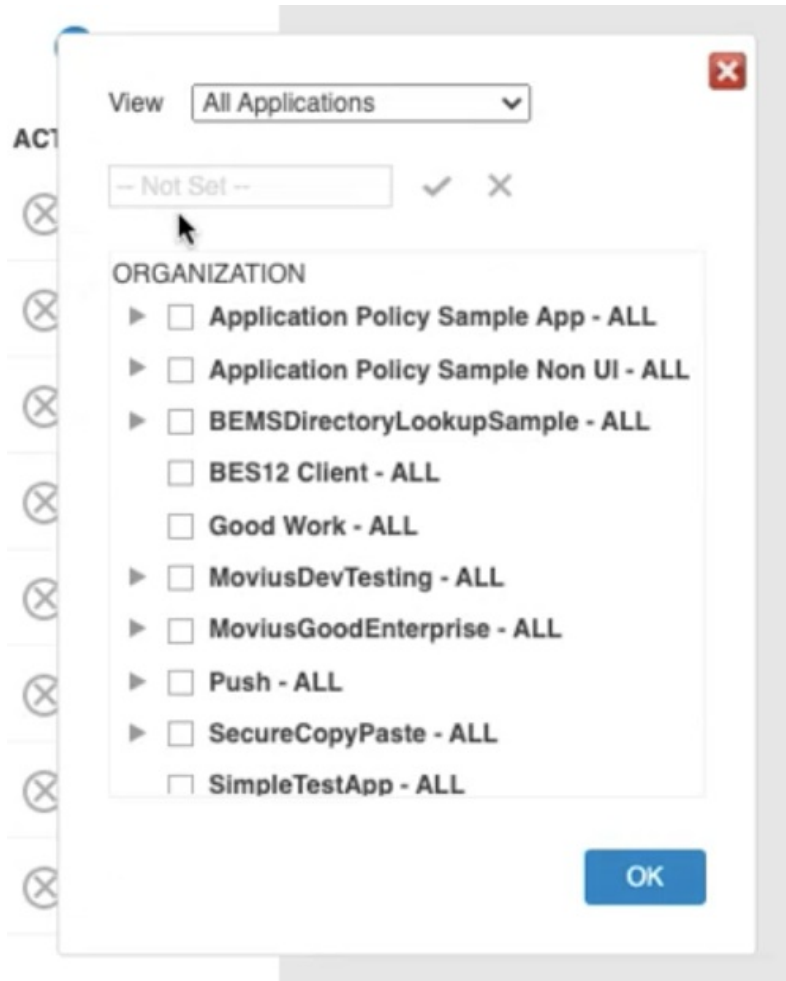 View All Applications
ACT
-- Not Set --
ORGANIZATION
Application Policy Sample App - ALL
Application Policy Sample Non UI - ALL
BEMSDirectoryLookupSample - ALL
BES12 Client - ALL
Good Work - ALL
MoviusDevTesting - ALL
MoviusGoodEnterprise - ALL
Push - ALL
SecureCopyPaste - ALL
SimpleTestApp - ALL
OK